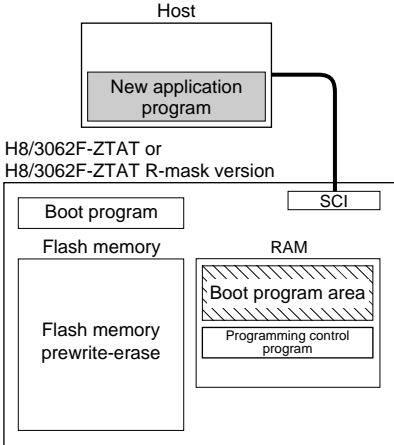 Host
New application
program
H8/3062F-ZTAT or
H8/3062F-ZTAT R-mask version
SCI
Boot program
Flash memory
RAM
Boot program area
Programming control
program
Flash memory
prewrite-erase